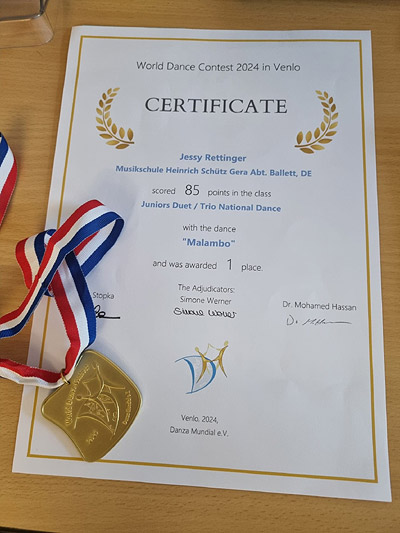 World Dance Contest 2024 in Venlo
CERTIFICATE
Jessy Rettinger
Musikschule Heinrich Schütz Gera Abt. Ballett, DE
scored 85 points in the class
Juniors Duet / Trio National Dance
with the dance
"Malambo"
and was awarded 1 place.
The Adjudicators:
Stopka
Simone Werner
Dr. Mohamed Hassan
Simone Werner
Venlo, 2024,
Danza Mundial e.V.